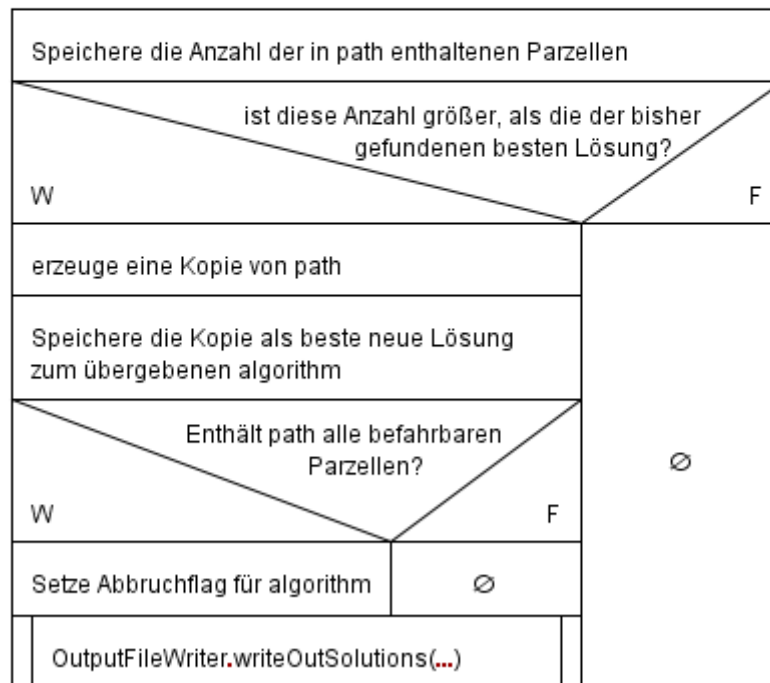 Speichere die Anzahl der in path enthaltenen Parzellen
ist diese Anzahl größer, als die der bisher
gefundenen besten Lösung?
W
F
erzeuge eine Kopie von path
Speichere die Kopie als beste neue Lösung
zum übergebenen algorithm
Enthält path alle befahrbaren
Parzellen?
∅
W
F
Setze Abbruchflag für algorithm
∅
OutputFileWriter.writeOutSolutions(...)